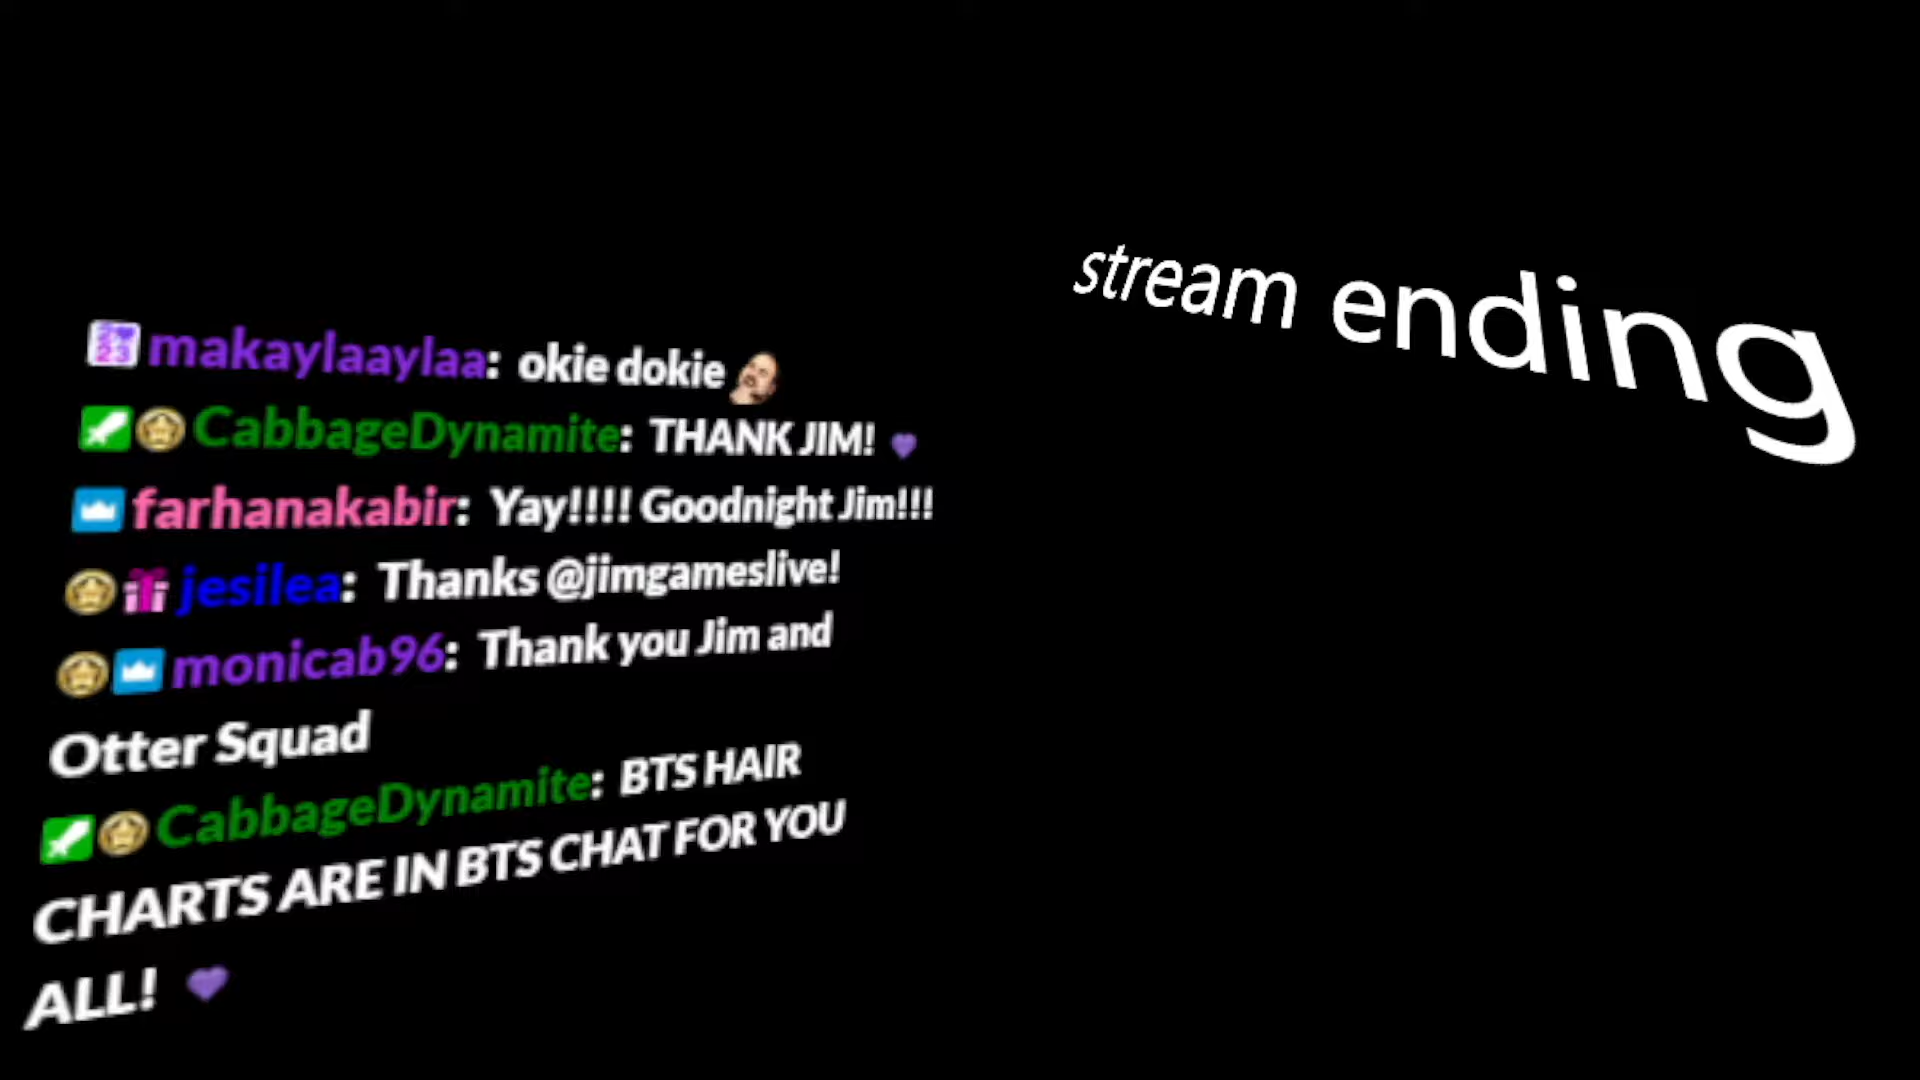 stream ending
makaylaaylaa: okie dokie
CabbageDynamite: THANK JIM!
farhanakabir: Yay!!!! Goodnight Jim!!!
jesilea: Thanks @jimgameslive!
monicab96: Thank you Jim and
Otter Squad
CabbageDynamite: BTS HAIR
CHARTS ARE IN BTS CHAT FOR YOU
ALL!